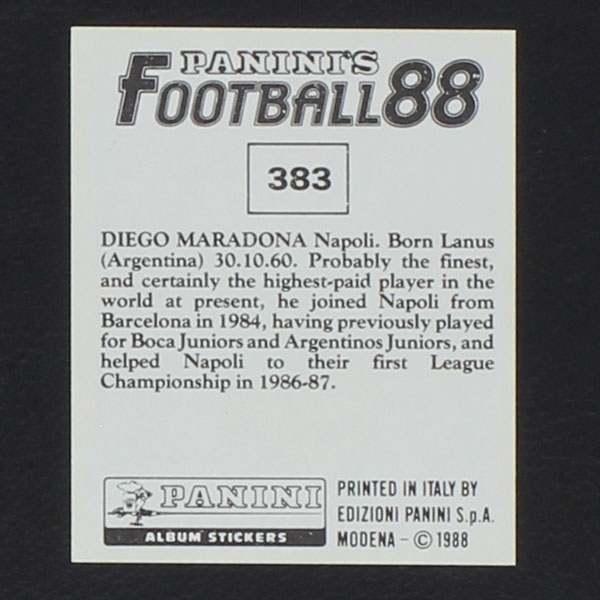 PANINI'S
FOOTBALL 88
383
DIEGO MARADONA Napoli. Born Lanus
(Argentina) 30.10.60. Probably the finest,
and certainly the highest-paid player in the
world at present, he joined Napoli from
Barcelona in 1984, having previously played
for Boca Juniors and Argentinos Juniors, and
helped Napoli to their first League
Championship in 1986-87.
PANINI
ALBUM STICKERS
PRINTED IN ITALY BY
EDIZIONI PANINI S.p.A.
MODENA - © 1988